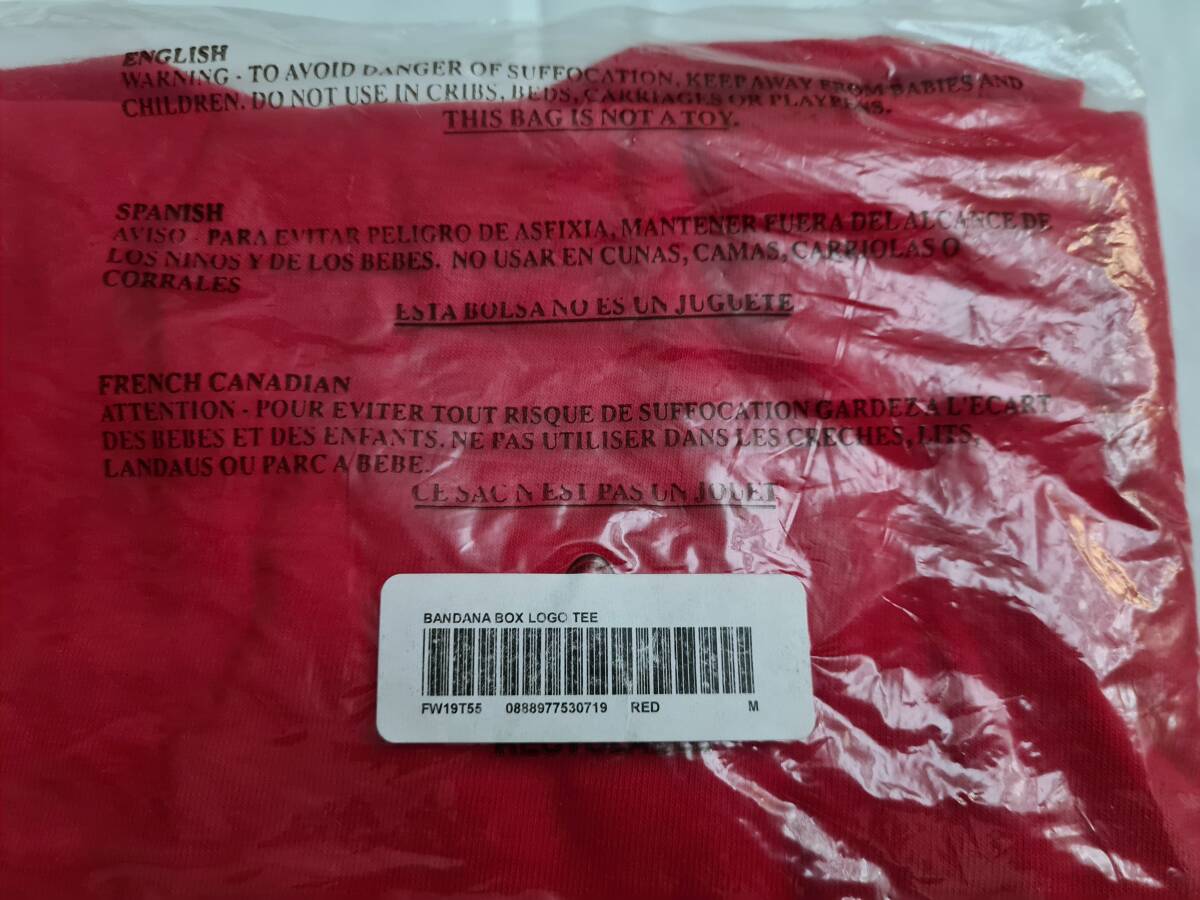 ENGLISH
WARNING - TO AVOID DANGER OF SUFFOCATION, KEEP AWAY FROM BABIES AND
CHILDREN. DO NOT USE IN CRIBS, BEDS, CARRIAGES OR PLAYPENS.
THIS BAG IS NOT A TOY.
SPANISH
AVISO - PARA EVITAR PELIGRO DE ASFIXIA, MANTENER FUERA DEL ALCANCE DE
LOS NINOS Y DE LOS BEBES. NO USAR EN CUNAS, CAMAS, CARRIOLAS O
CORRALES
ESTA BOLSA NO ES UN JUGUETE
FRENCH CANADIAN
ATTENTION - POUR EVITER TOUT RISQUE DE SUFFOCATION GARDEZ A L'ECART
DES BEBES ET DES ENFANTS. NE PAS UTILISER DANS LES CRECHES, LITS,
LANDAUS OU PARC A BEBE.
CE SAC N EST PAS UN JOUET
BANDANA BOX LOGO TEE
FW19T55 0888977530719 RED M